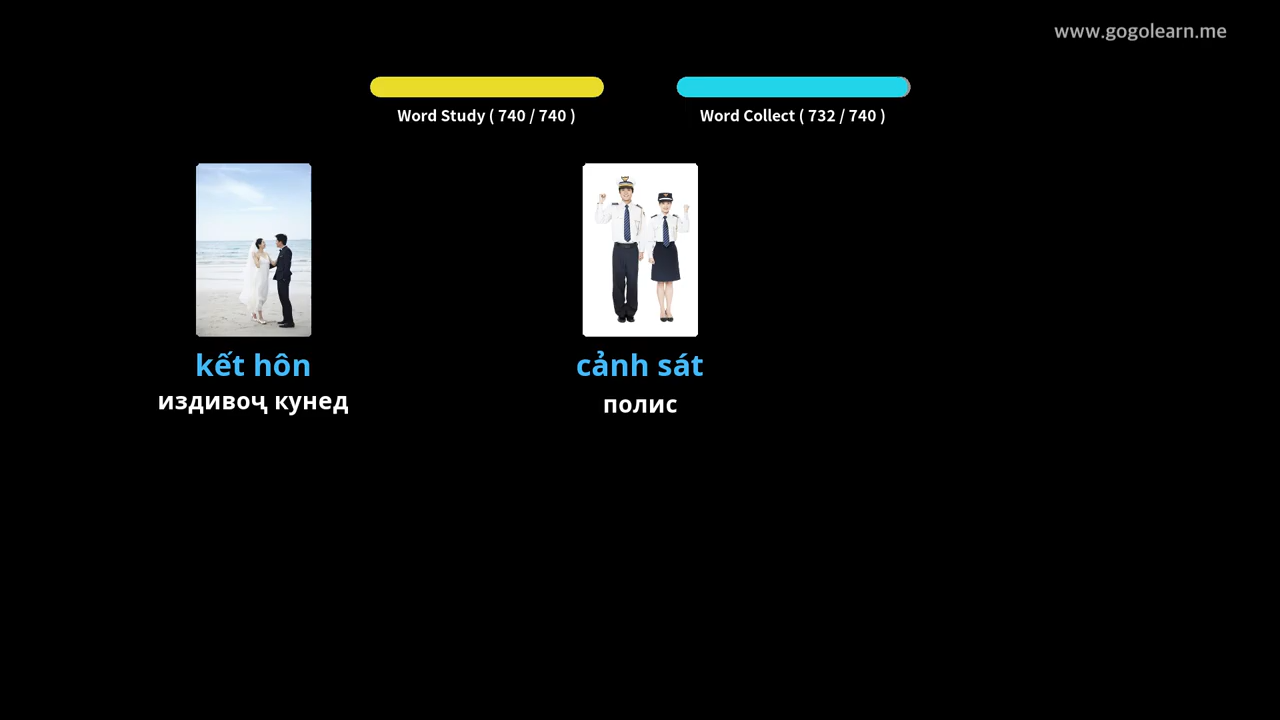 www.gogolearn.me
Word Study ( 740 / 740 )
Word Collect ( 732 / 740 )
kết hôn
издивоҷ кунед
cảnh sát
полис